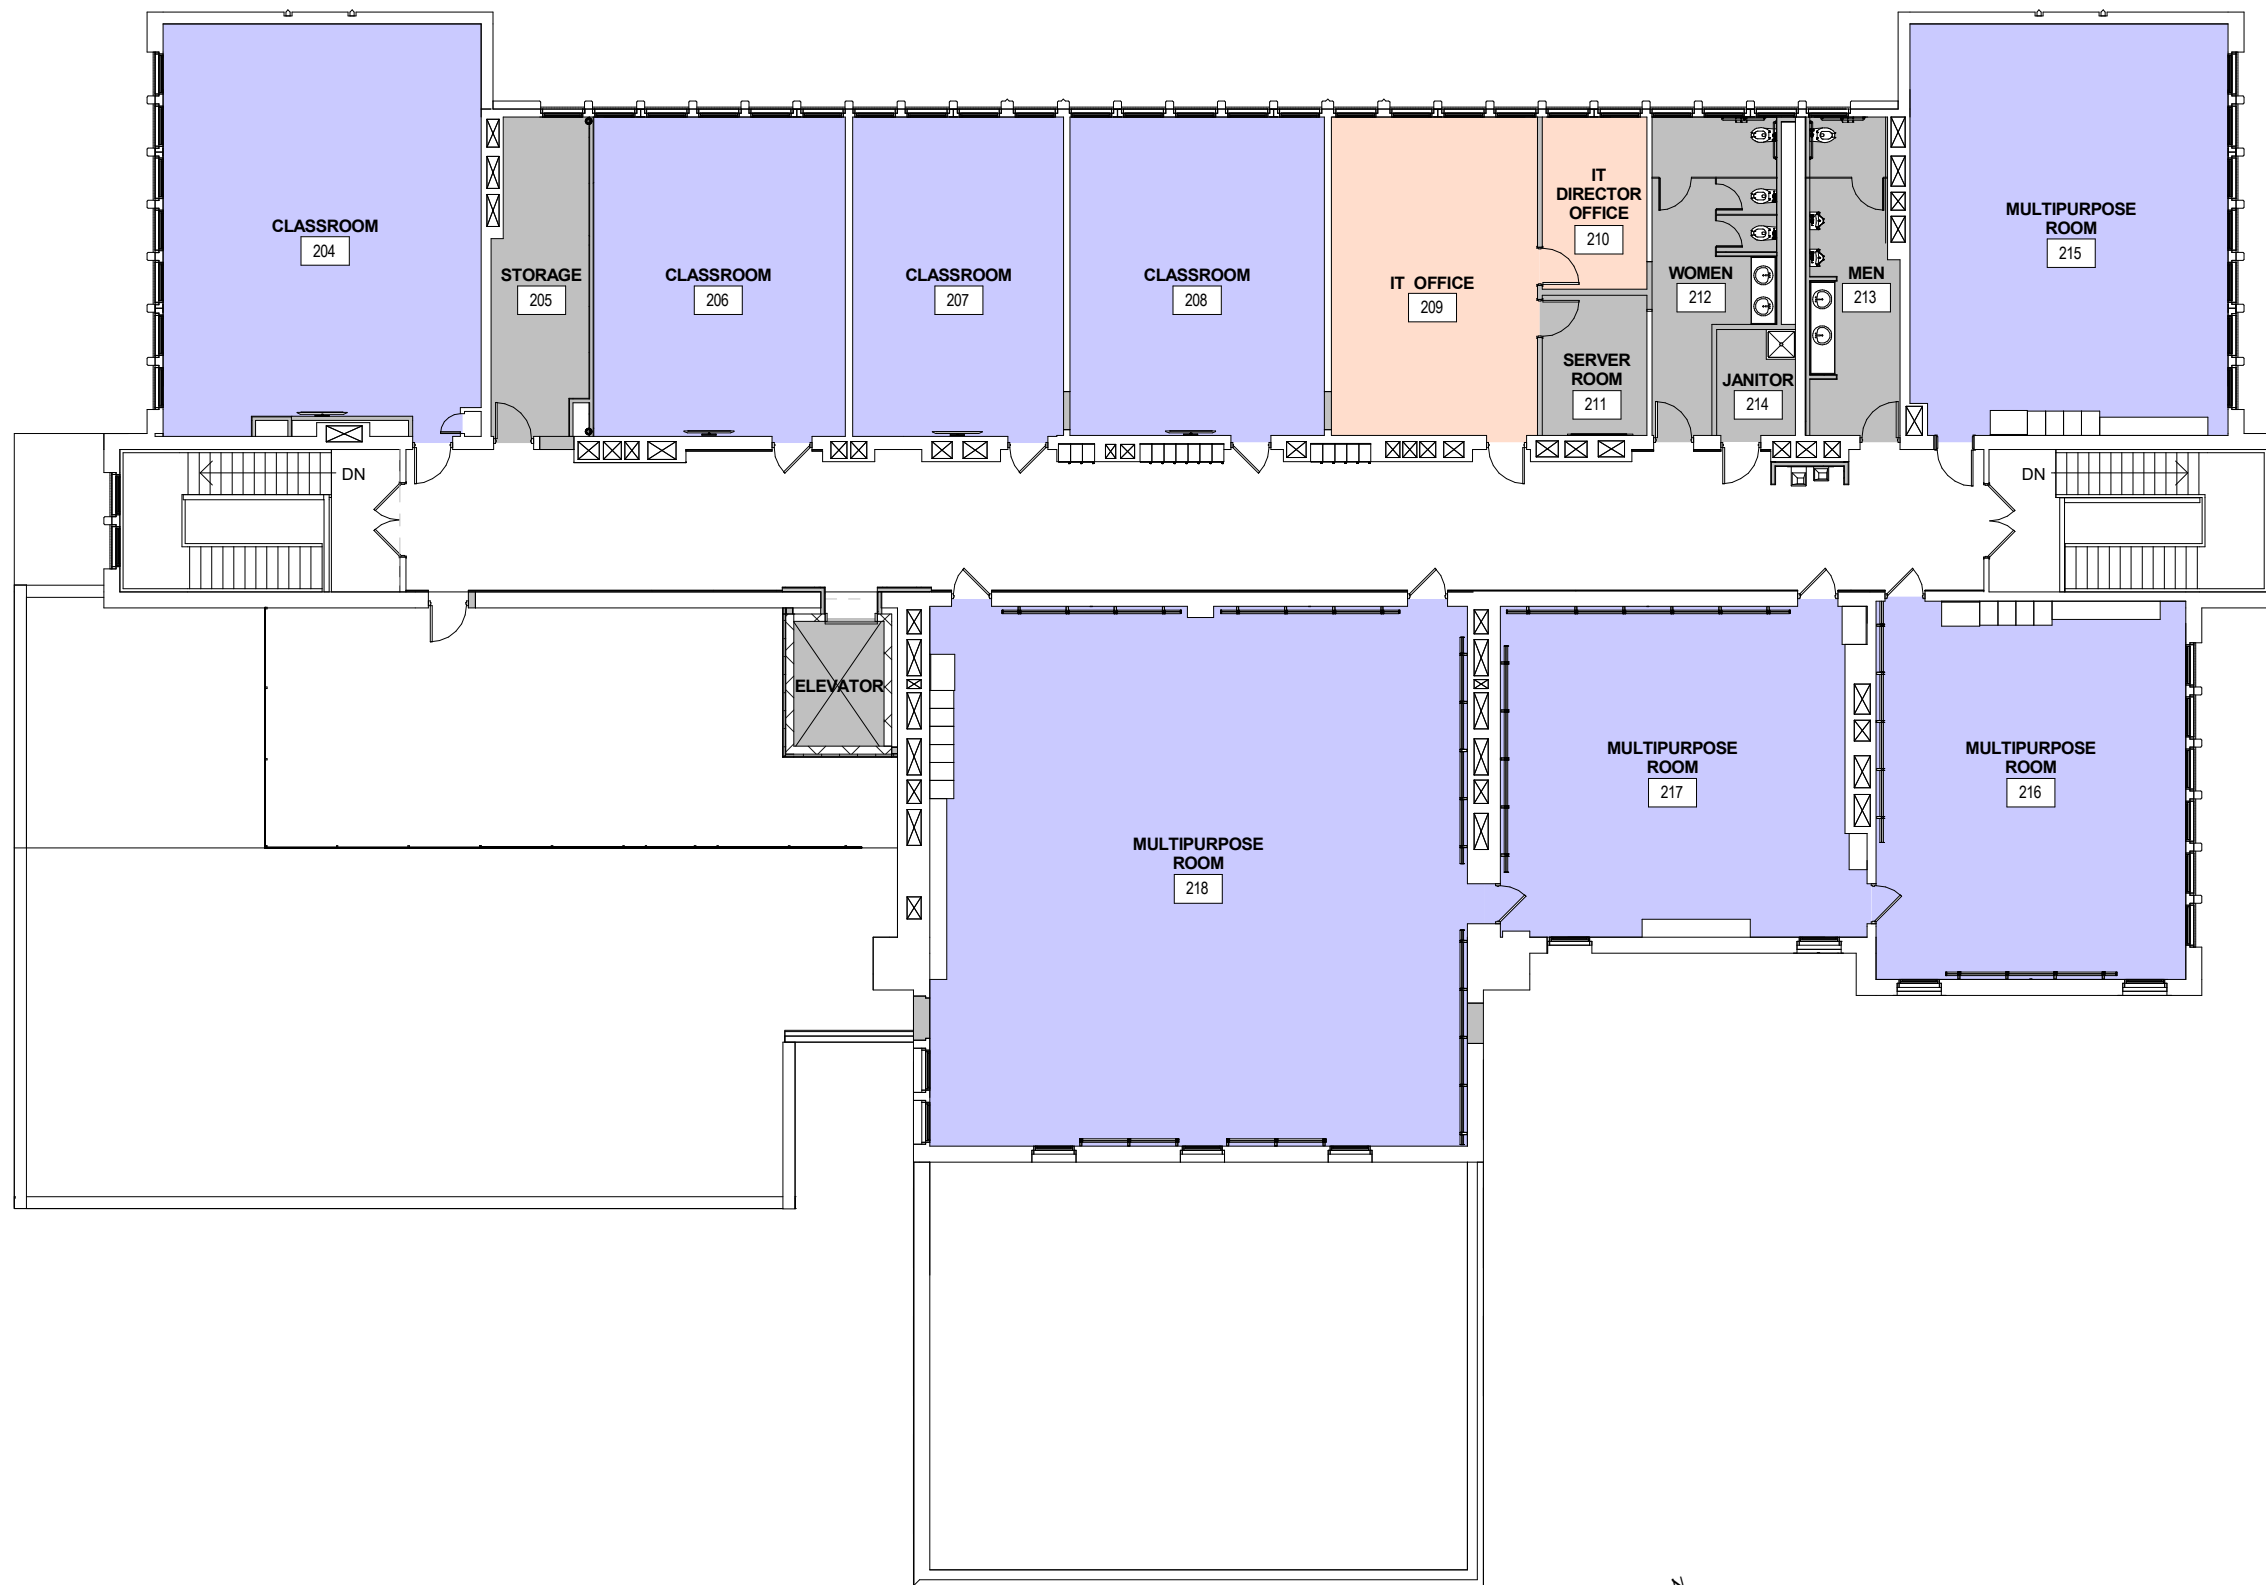 CLASSROOM
204
STORAGE
205
CLASSROOM
206
CLASSROOM
207
CLASSROOM
208
IT OFFICE
209
IT
DIRECTOR
OFFICE
210
SERVER
ROOM
211
WOMEN
212
JANITOR
214
MEN
213
MULTIPURPOSE
ROOM
215
DN
DN
ELEVATOR
MULTIPURPOSE
ROOM
218
MULTIPURPOSE
ROOM
217
MULTIPURPOSE
ROOM
216